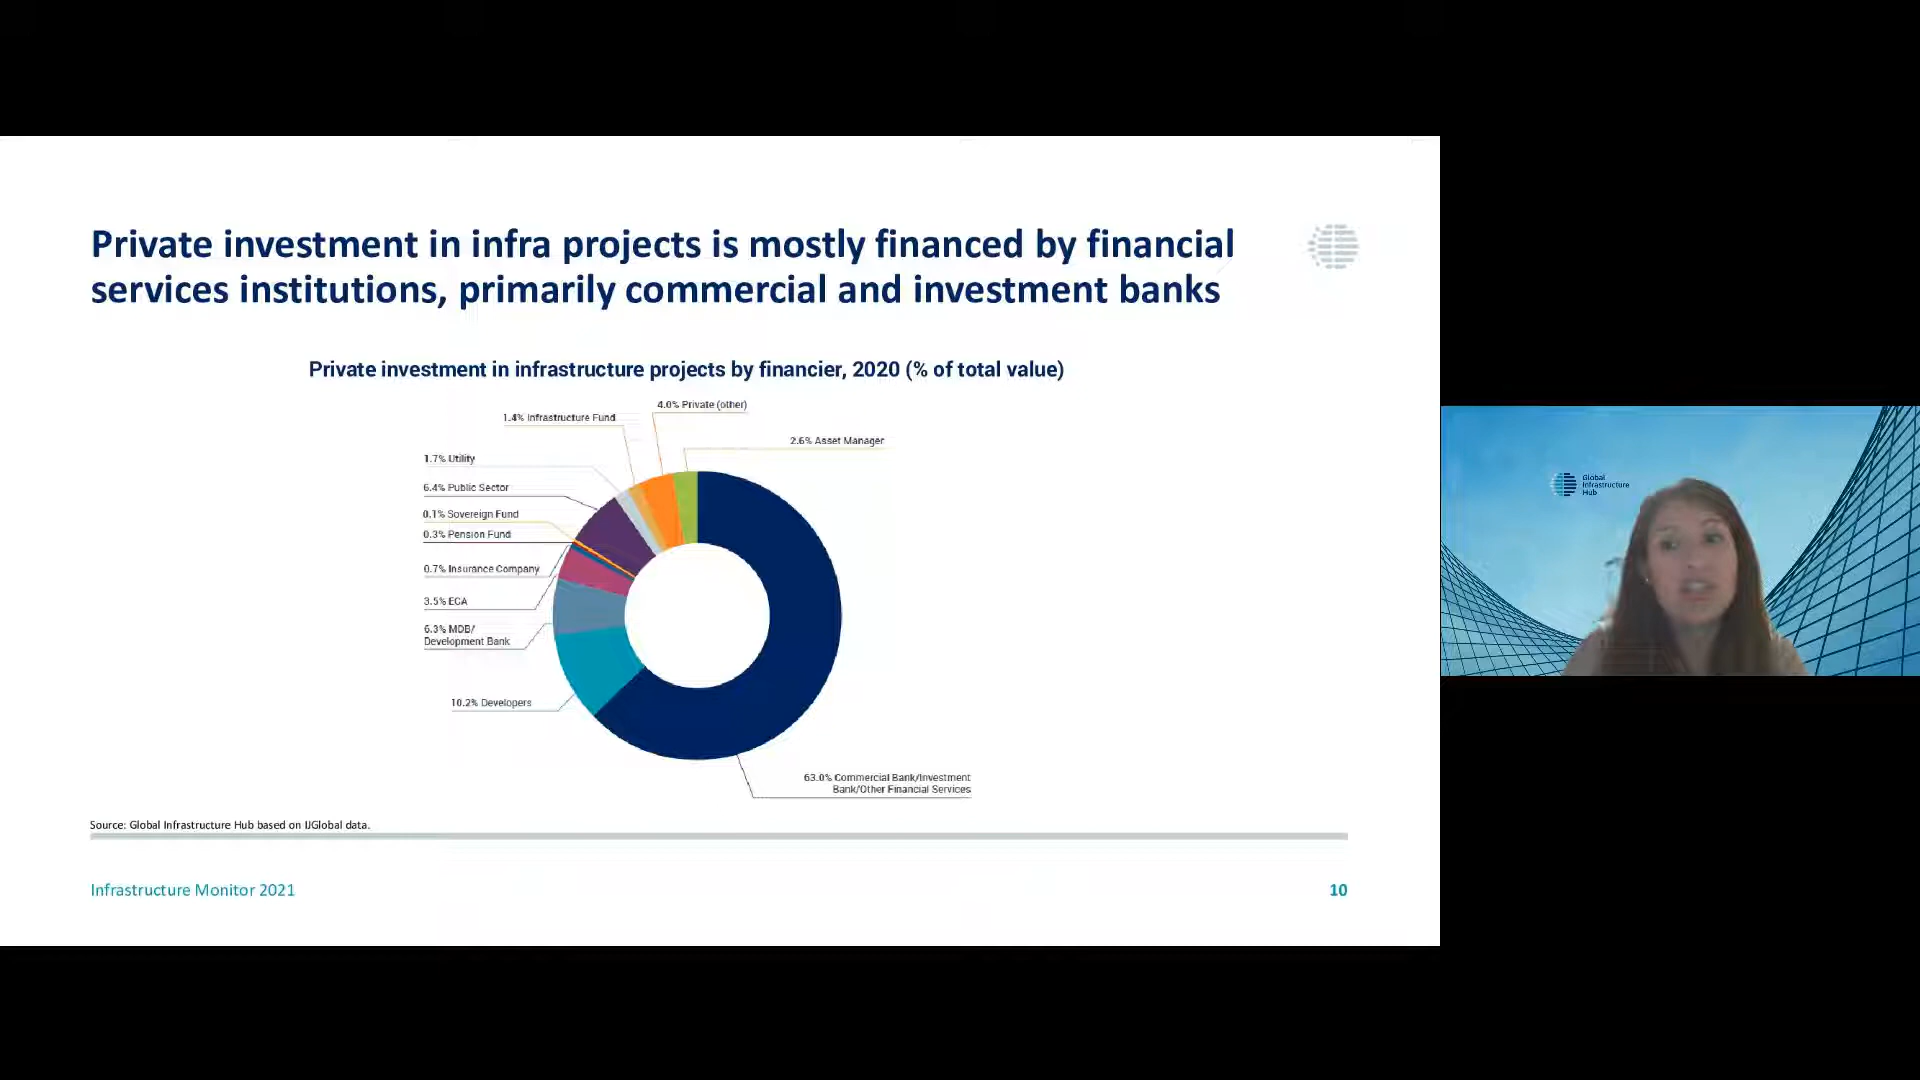 Private investment in infra projects is mostly financed by financial
services institutions, primarily commercial and investment banks
Private investment in infrastructure projects by financier, 2020 (% of total value)
4.0% Private (other)
1.4% Infrastructure Fund
2.6% Asset Manager
1.7% Utility
6.4% Public Sector
0.1% Sovereign Fund
0.3% Pension Fund
0.7% Insurance Company
3.5% ECA
6.3% MDB/
Development Bank
10.2% Developers
63.0% Commercial Bank/Investment
Bank/Other Financial Services
Source: Global Infrastructure Hub based on IJGlobal data.
Infrastructure Monitor 2021
10
Global
Infrastructure
Hub